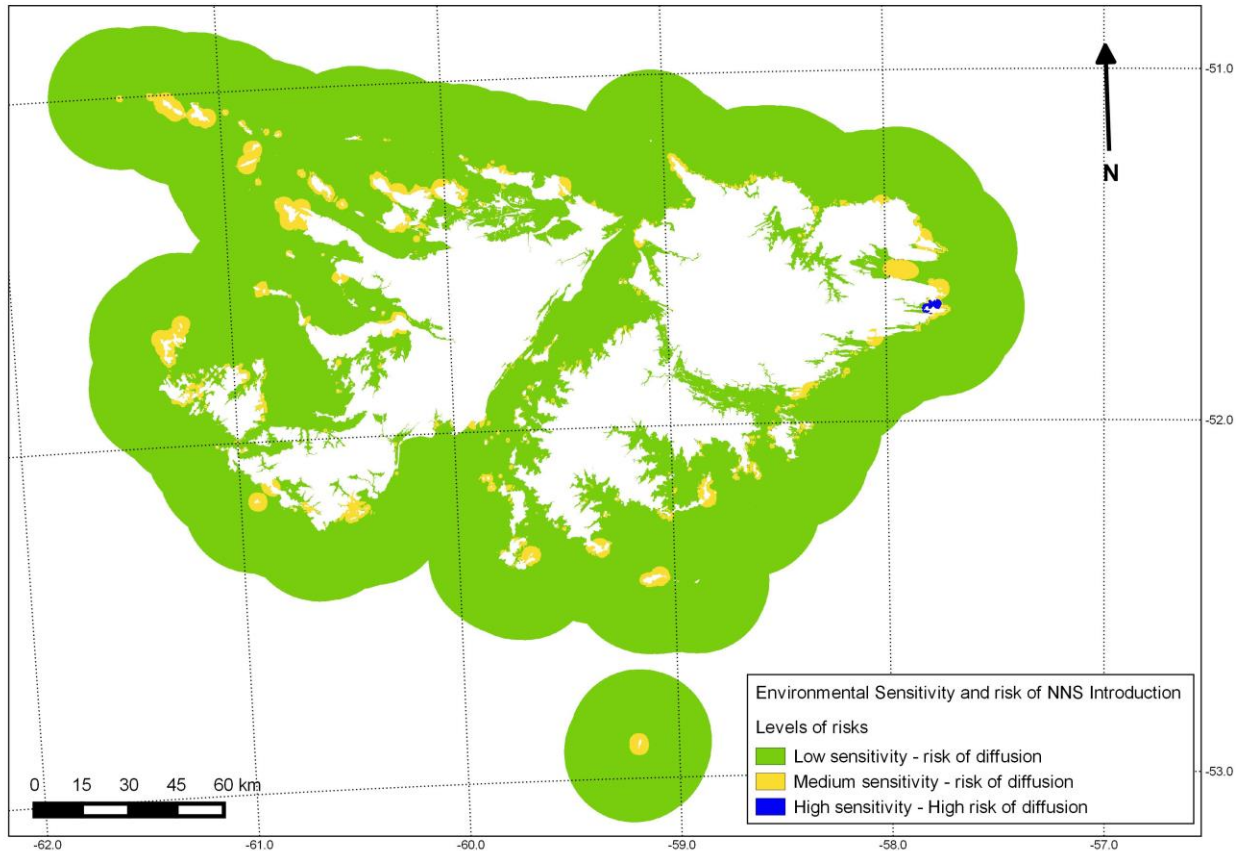 -51.0
N
-52.0
Environmental Sensitivity and risk of NNS Introduction
Levels of risks
Low sensitivity - risk of diffusion
Medium sensitivity - risk of diffusion
High sensitivity - High risk of diffusion
-53.0
0 15 30 45 60 km
-62.0 -61.0 -60.0 -59.0 -58.0 -57.0